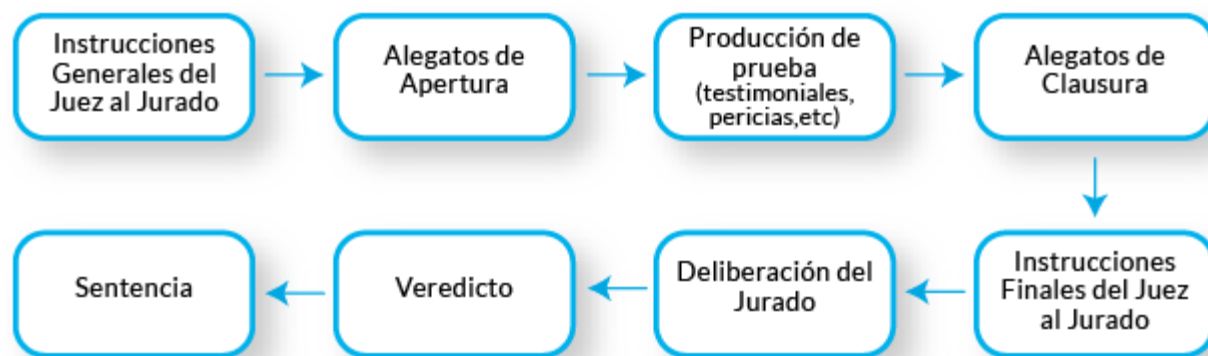 Instrucciones
Generales del
Juez al Jurado
Alegatos de
Apertura
Producción de
prueba
(testimoniales,
pericias,etc)
Alegatos de
Clausura
Instrucciones
Finales del Juez
al Jurado
Deliberación del
Jurado
Veredicto
Sentencia